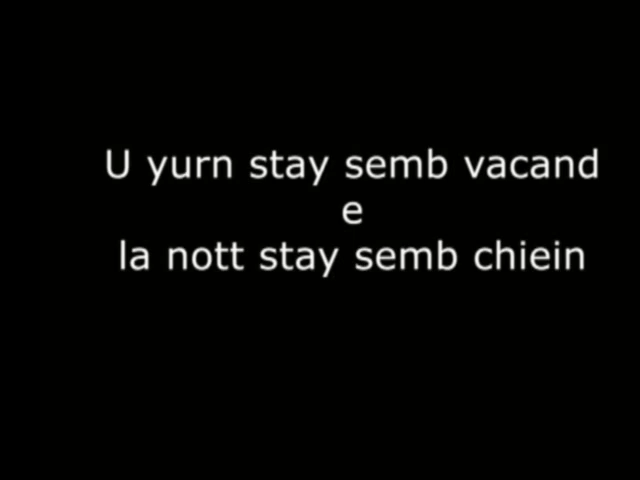 U yurn stay semb vacand
e
la nott stay semb chiein